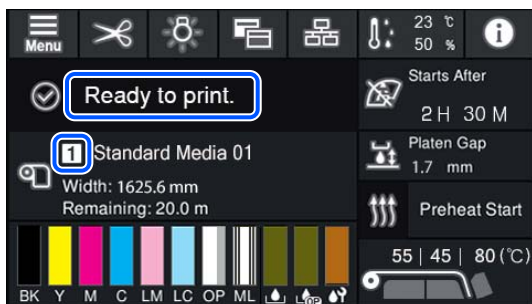 Menu
23 °C
50 %
i
Ready to print.
Starts After
2 H 30 M
1 Standard Media 01
Width: 1625.6 mm
Remaining: 20.0 m
Platen Gap
1.7 mm
Preheat Start
BK Y M C LM LC OP ML OP
55 | 45 | 80 (°C)